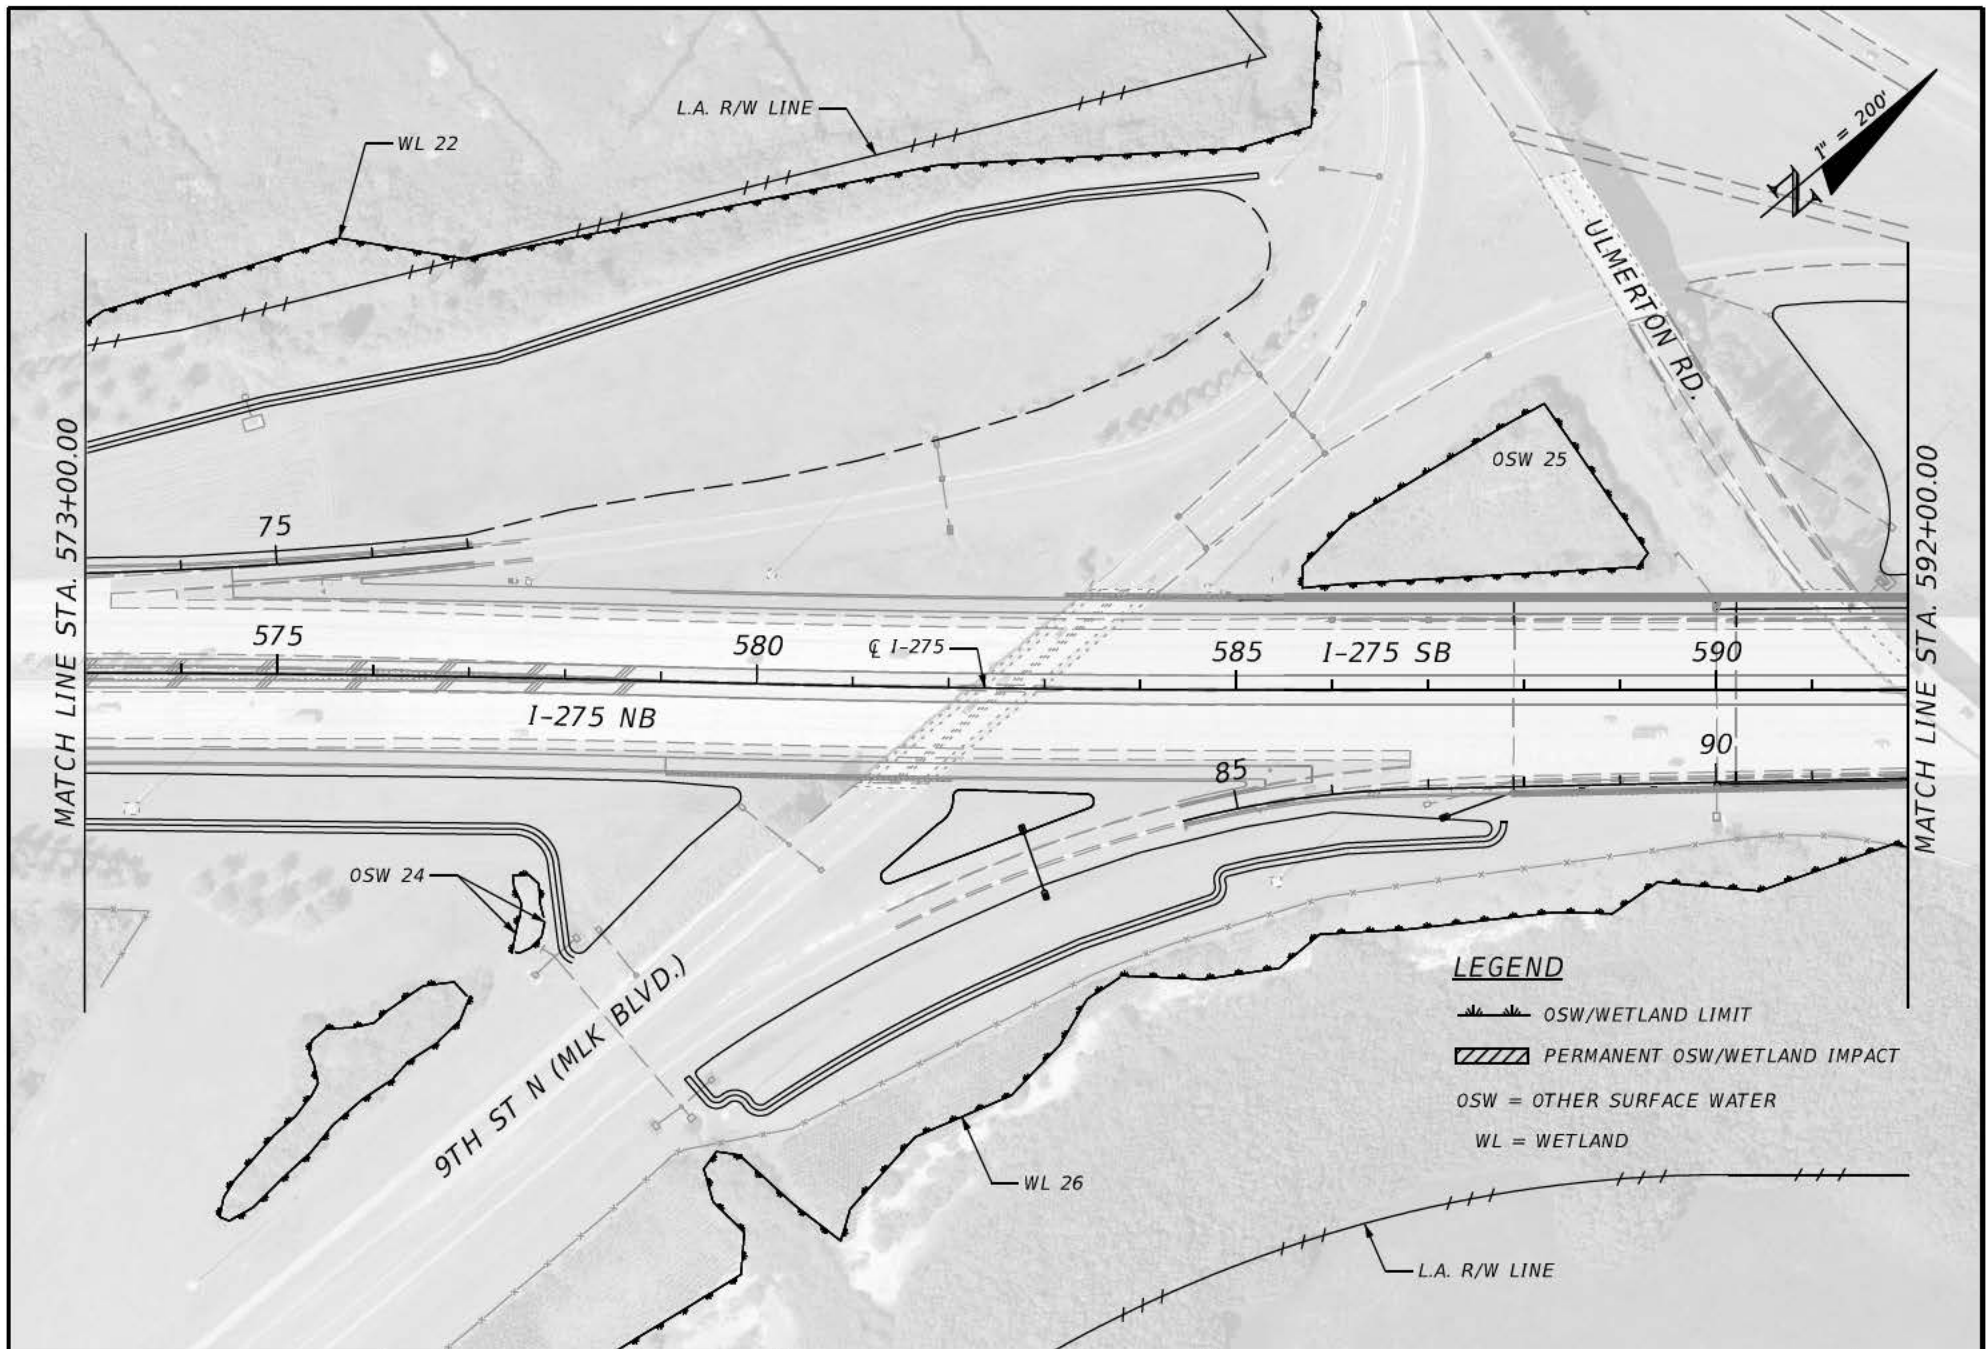 L.A. R/W LINE
WL 22
1" = 200'
N
ULMERTON RD.
MATCH LINE STA. 573+00.00
MATCH LINE STA. 592+00.00
OSW 25
75
575
580
℄ I-275
585
I-275 SB
590
I-275 NB
85
90
OSW 24
9TH ST N (MLK BLVD.)
LEGEND
OSW/WETLAND LIMIT
PERMANENT OSW/WETLAND IMPACT
OSW = OTHER SURFACE WATER
WL = WETLAND
WL 26
L.A. R/W LINE